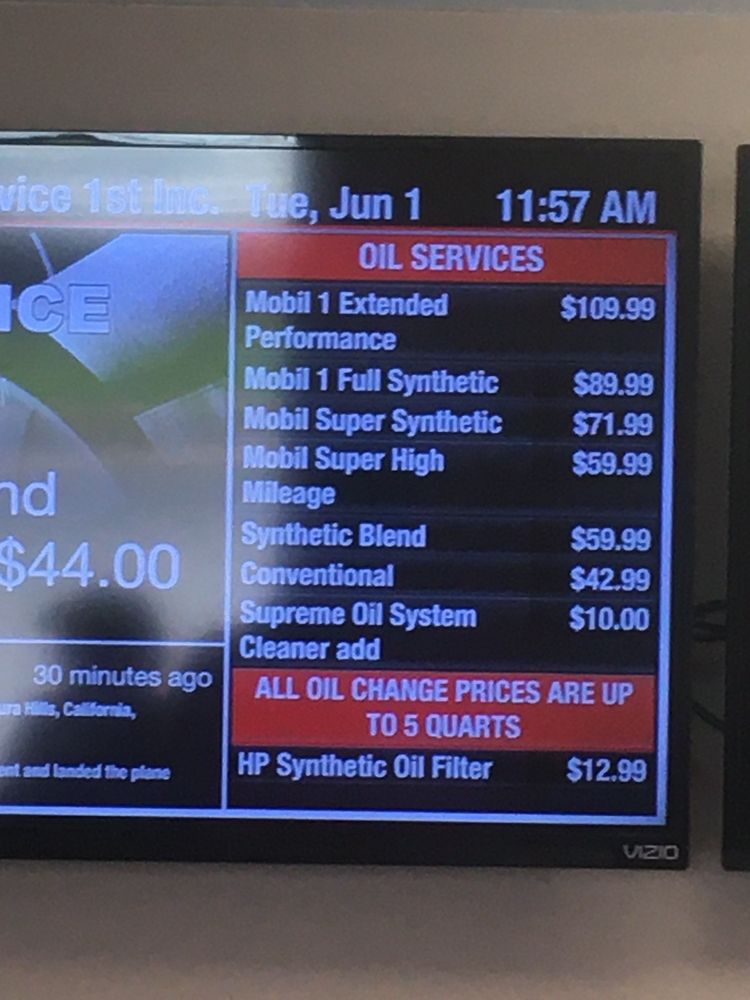 vice 1st Inc. Tue, Jun 1 11:57 AM
ICE
nd
$44.00
30 minutes ago
ura Hills, California,
ent and landed the plane
OIL SERVICES
Mobil 1 Extended $109.99
Performance
Mobil 1 Full Synthetic $89.99
Mobil Super Synthetic $71.99
Mobil Super High $59.99
Mileage
Synthetic Blend $59.99
Conventional $42.99
Supreme Oil System $10.00
Cleaner add
ALL OIL CHANGE PRICES ARE UP
TO 5 QUARTS
HP Synthetic Oil Filter $12.99
VIZIO